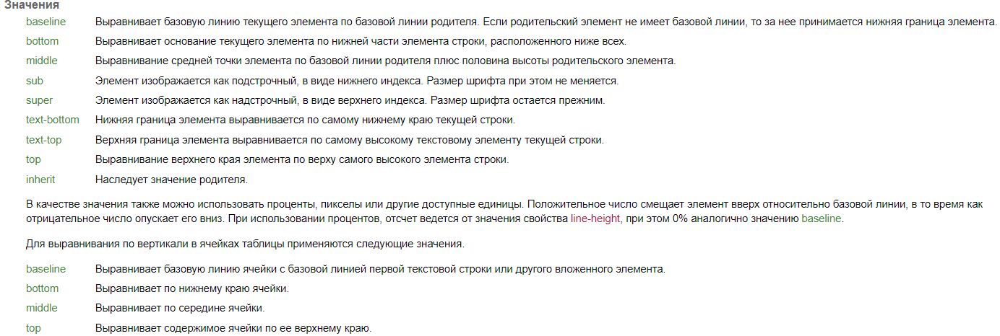 Значения
baseline Выравнивает базовую линию текущего элемента по базовой линии родителя. Если родительский элемент не имеет базовой линии, то за нее принимается нижняя граница элемента.
bottom Выравнивает основание текущего элемента по нижней части элемента строки, расположенного ниже всех.
middle Выравнивание средней точки элемента по базовой линии родителя плюс половина высоты родительского элемента.
sub Элемент изображается как подстрочный, в виде нижнего индекса. Размер шрифта при этом не меняется.
super Элемент изображается как надстрочный, в виде верхнего индекса. Размер шрифта остается прежним.
text-bottom Нижняя граница элемента выравнивается по самому нижнему краю текущей строки.
text-top Верхняя граница элемента выравнивается по самому высокому текстовому элементу текущей строки.
top Выравнивание верхнего края элемента по верху самого высокого элемента строки.
inherit Наследует значение родителя.
В качестве значения также можно использовать проценты, пикселы или другие доступные единицы. Положительное число смещает элемент вверх относительно базовой линии, в то время как
отрицательное число опускает его вниз. При использовании процентов, отсчет ведется от значения свойства line-height, при этом 0% аналогично значению baseline.
Для выравнивания по вертикали в ячейках таблицы применяются следующие значения.
baseline Выравнивает базовую линию ячейки с базовой линией первой текстовой строки или другого вложенного элемента.
bottom Выравнивает по нижнему краю ячейки.
middle Выравнивает по середине ячейки.
top Выравнивает содержимое ячейки по ее верхнему краю.